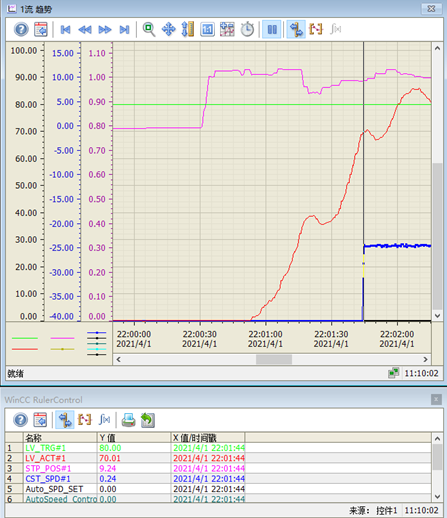 1流 趋势
100.00 15.00 1.10
90.00 10.00 1.00
80.00 5.00 0.90
70.00 0.00 0.80
60.00 -5.00 0.70
50.00 -10.00 0.60
40.00 -15.00 0.50
30.00 -20.00 0.40
20.00 -25.00 0.30
10.00 -30.00 0.20
0.00 -35.00 0.10
-40.00 0.00
22:00:00 22:00:30 22:01:00 22:01:30 22:02:00
2021/4/1 2021/4/1 2021/4/1 2021/4/1 2021/4/1
就绪 11:10:02
WinCC RulerControl
名称 Y 值 X 值/时间戳
1 LV_TRG#1 80.00 2021/4/1 22:01:44
2 LV_ACT#1 70.01 2021/4/1 22:01:44
3 STP_POS#1 9.24 2021/4/1 22:01:44
4 CST_SPD#1 0.24 2021/4/1 22:01:44
5 Auto_SPD_SET 0.00 2021/4/1 22:01:44
6 AutoSpeed_Contro 0.00 2021/4/1 22:01:44
来源: 控件1 11:10:02